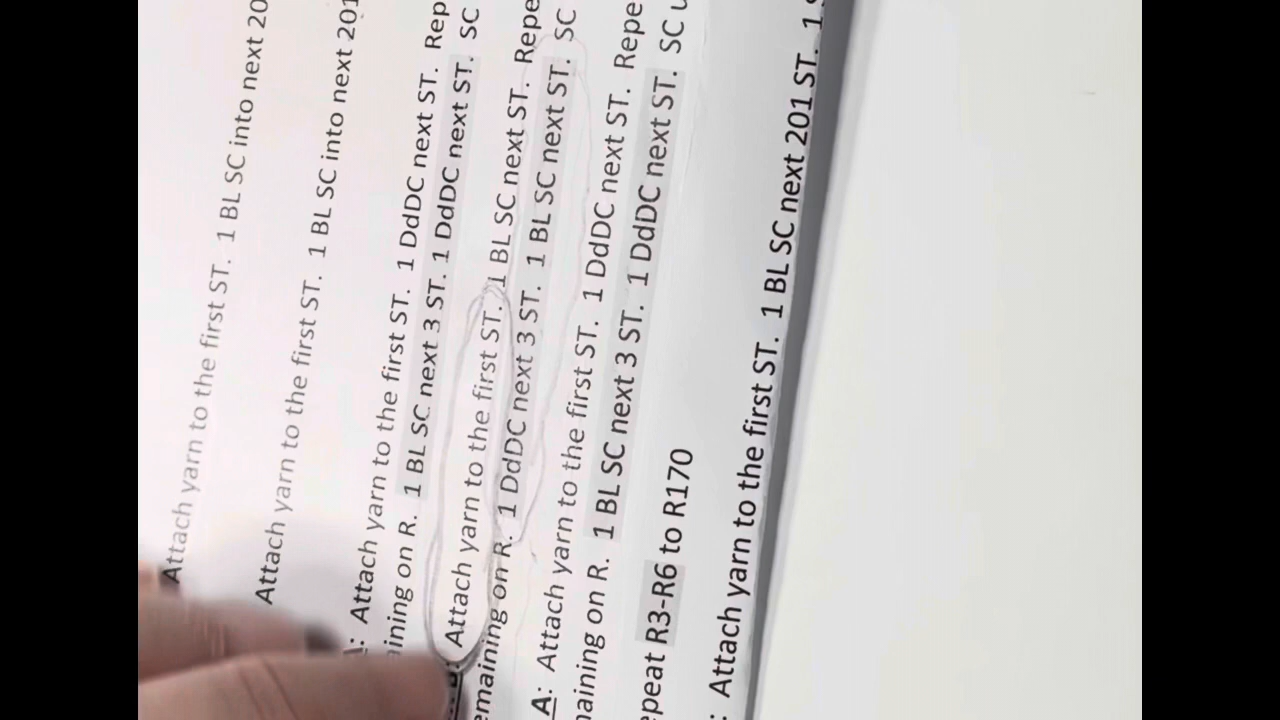 Attach yarn to the first ST. 1 BL SC into next 20
Attach yarn to the first ST. 1 BL SC into next 201
: Attach yarn to the first ST. 1 DdDC next ST. Rep
ining on R. 1 BL SC next 3 ST. 1 DdDC next ST. SC
: Attach yarn to the first ST. 1 BL SC next ST. Repe
emaining on R. 1 DdDC next 3 ST. 1 BL SC next ST. SC
A: Attach yarn to the first ST. 1 DdDC next ST. Repe
maining on R. 1 BL SC next 3 ST. 1 DdDC next ST. SC u
epeat R3-R6 to R170
: Attach yarn to the first ST. 1 BL SC next 201 ST. 1 S